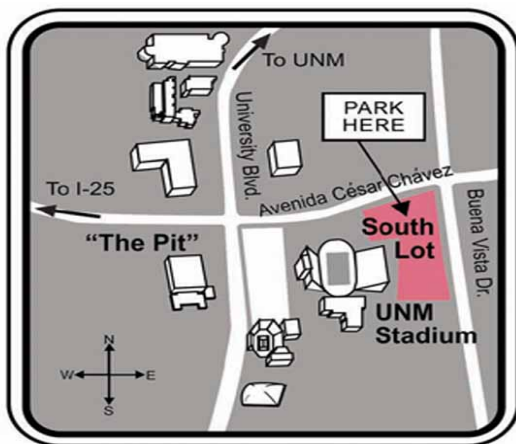 To UNM
PARK
HERE
University Blvd.
To I-25
Avenida César Chávez
"The Pit"
South
Lot
Buena Vista Dr.
UNM
Stadium
N
W E
S